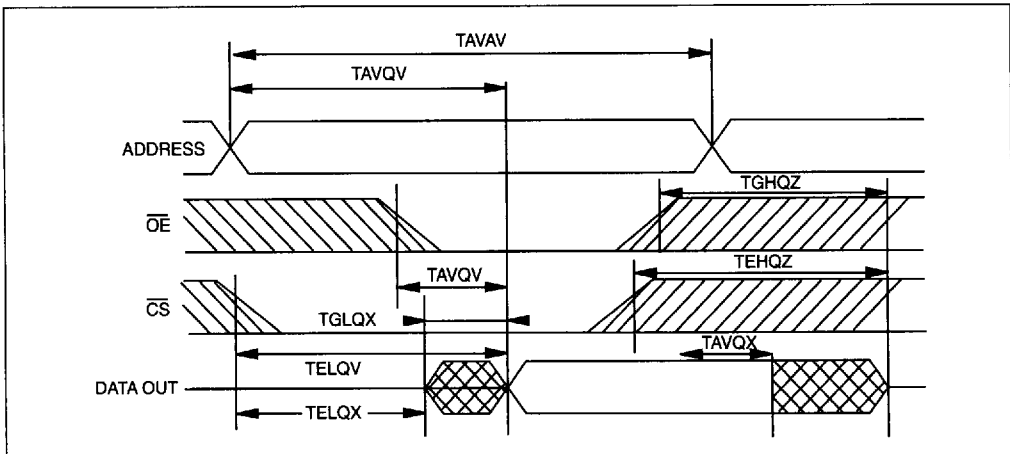 TAVAV
TAVQV
ADDRESS
TGHQZ
OE
TAVQV
TEHQZ
CS
TGLQX
TAVQX
TELQV
DATA OUT
TELQX